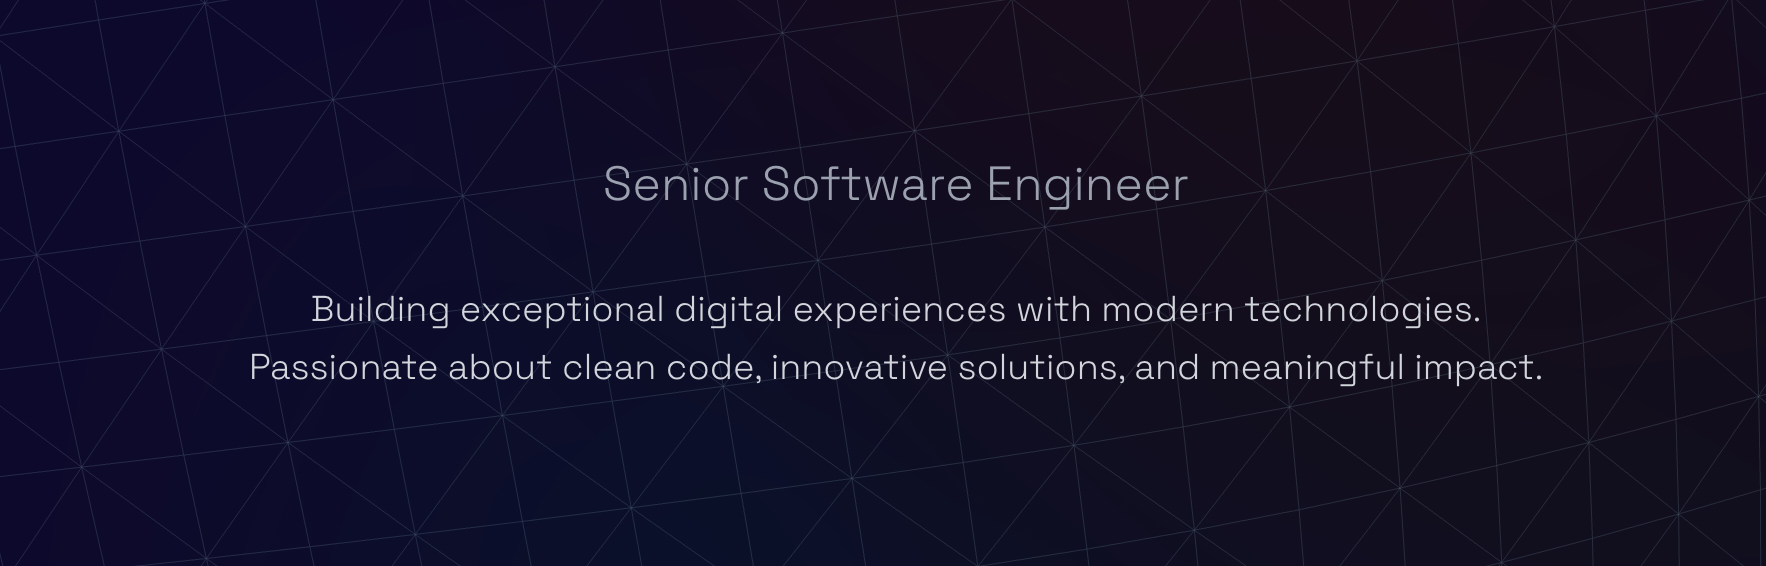 Senior Software Engineer
Building exceptional digital experiences with modern technologies.
Passionate about clean code, innovative solutions, and meaningful impact.